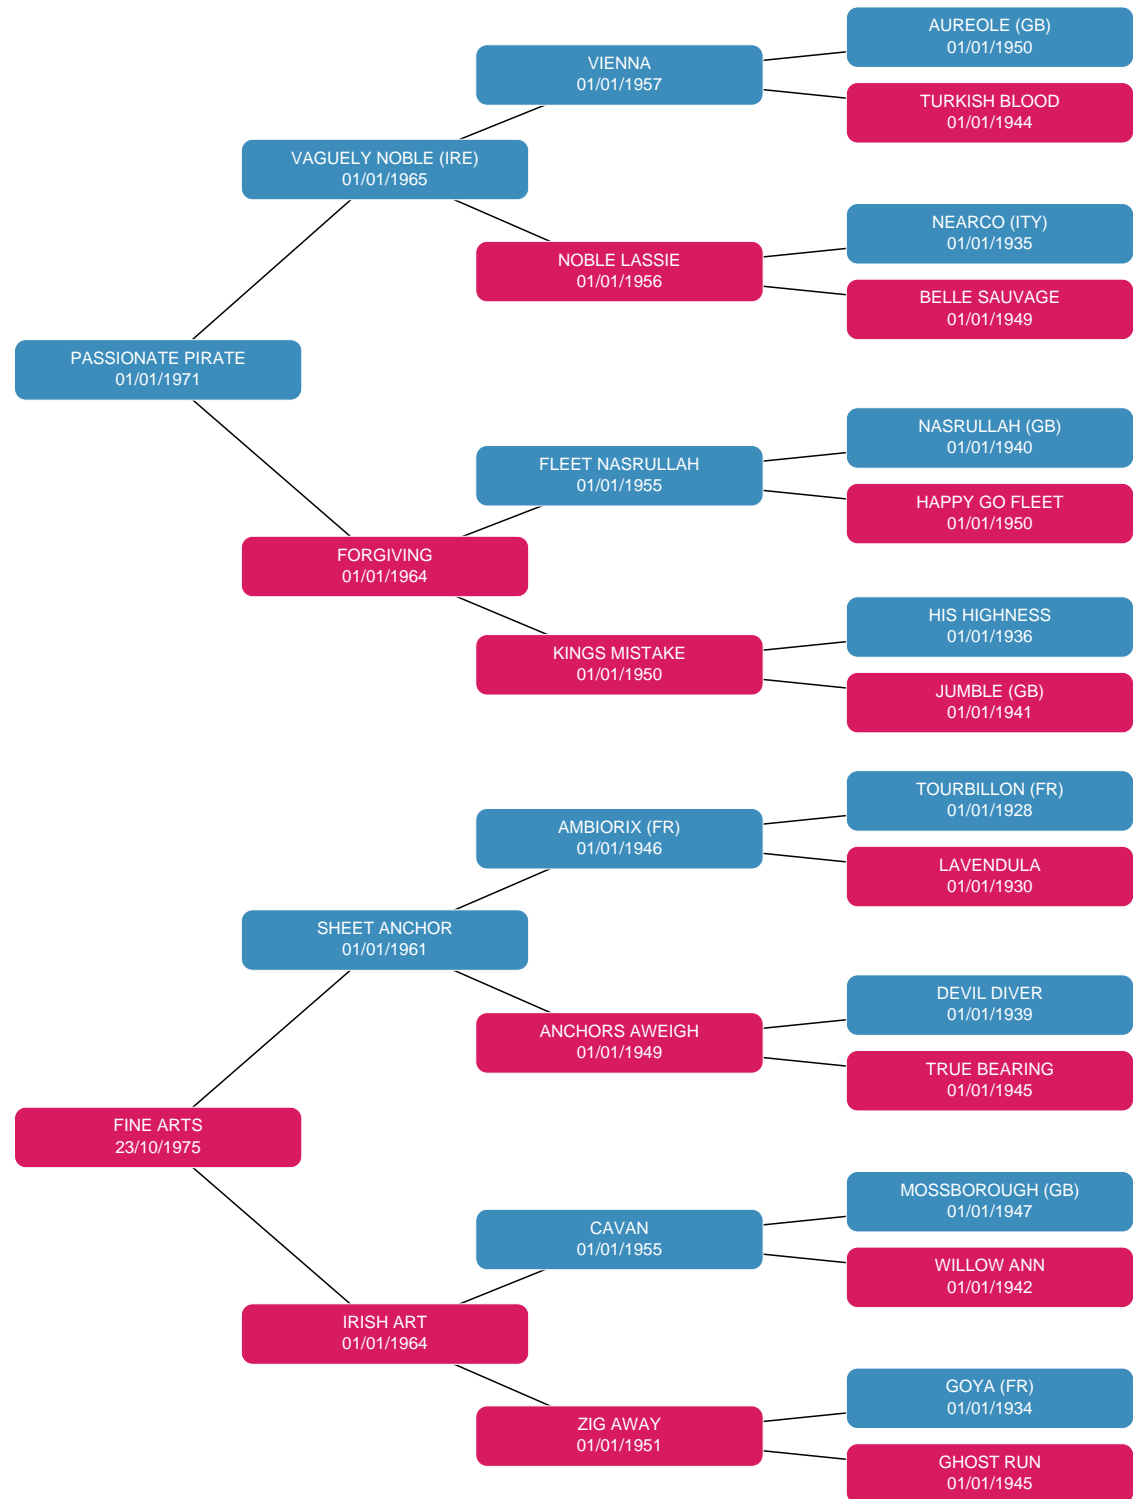 AUREOLE (GB)
01/01/1950
VIENNA
01/01/1957
TURKISH BLOOD
01/01/1944
VAGUELY NOBLE (IRE)
01/01/1965
NEARCO (ITY)
01/01/1935
NOBLE LASSIE
01/01/1956
BELLE SAUVAGE
01/01/1949
PASSIONATE PIRATE
01/01/1971
NASRULLAH (GB)
01/01/1940
FLEET NASRULLAH
01/01/1955
HAPPY GO FLEET
01/01/1950
FORGIVING
01/01/1964
HIS HIGHNESS
01/01/1936
KINGS MISTAKE
01/01/1950
JUMBLE (GB)
01/01/1941
TOURBILLON (FR)
01/01/1928
AMBIORIX (FR)
01/01/1946
LAVENDULA
01/01/1930
SHEET ANCHOR
01/01/1961
DEVIL DIVER
01/01/1939
ANCHORS AWEIGH
01/01/1949
TRUE BEARING
01/01/1945
FINE ARTS
23/10/1975
MOSSBOROUGH (GB)
01/01/1947
CAVAN
01/01/1955
WILLOW ANN
01/01/1942
IRISH ART
01/01/1964
GOYA (FR)
01/01/1934
ZIG AWAY
01/01/1951
GHOST RUN
01/01/1945